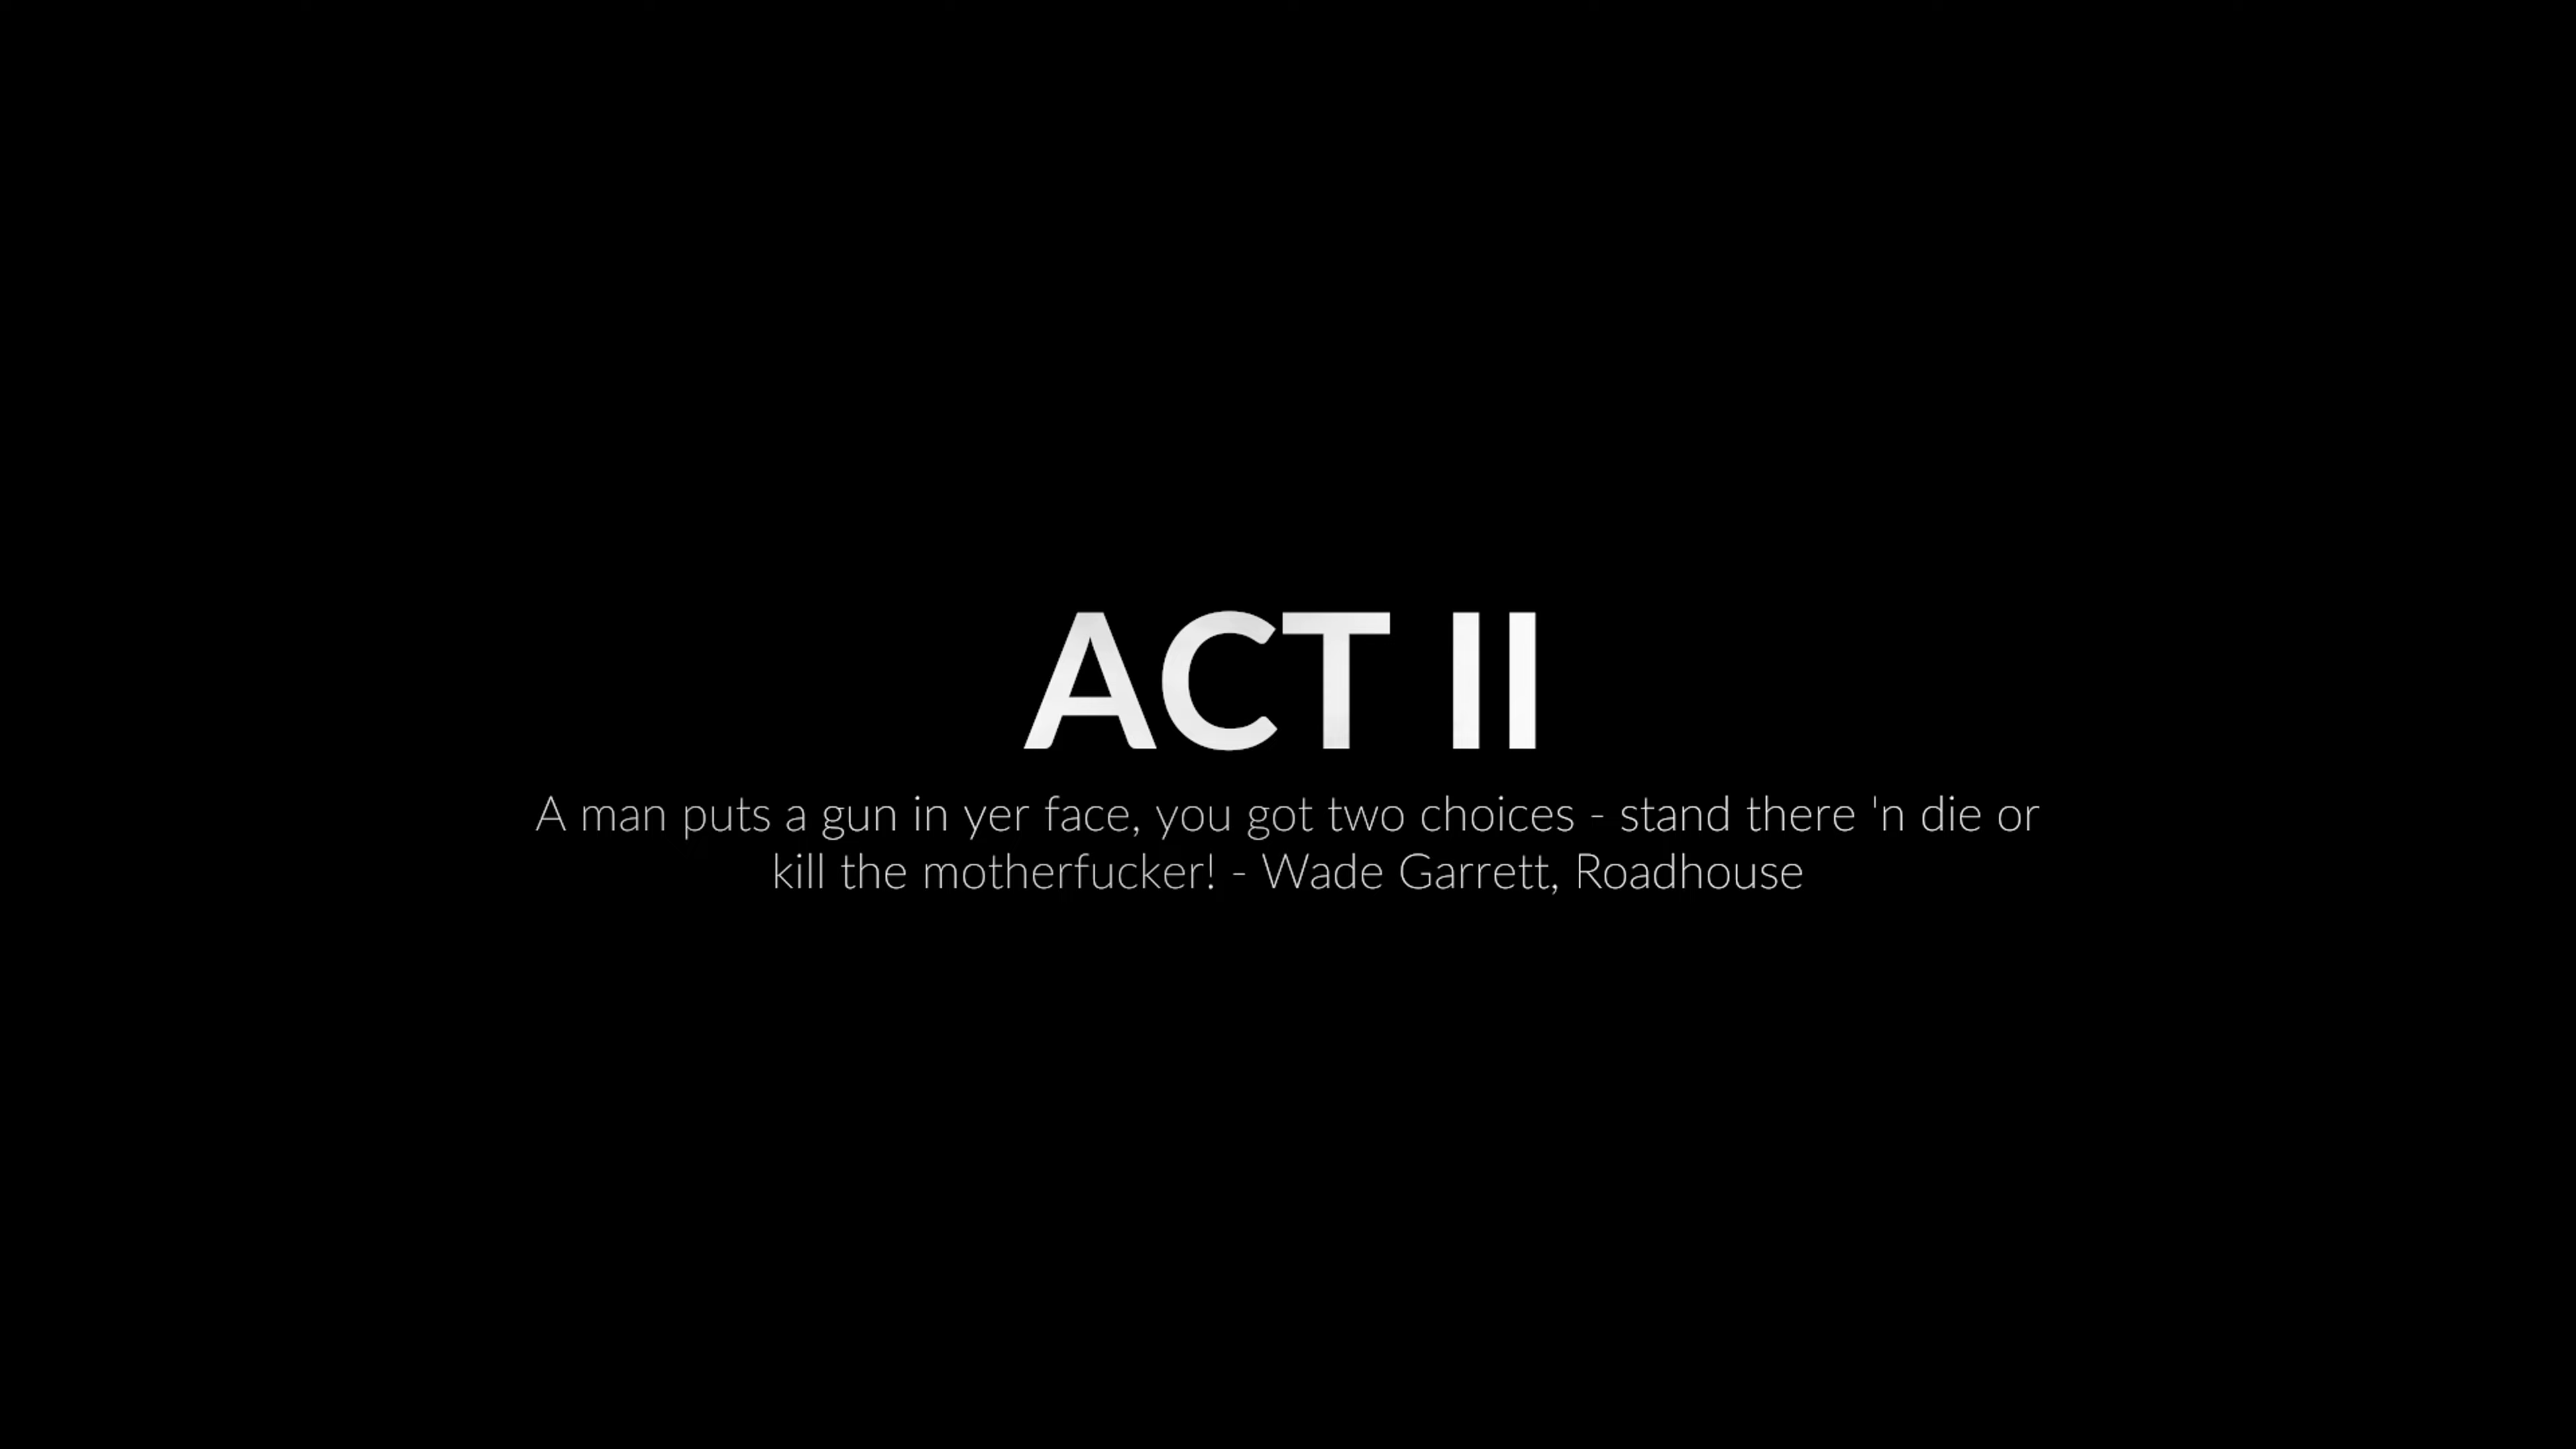 ACT II
A man puts a gun in yer face, you got two choices - stand there 'n die or
kill the motherfucker! - Wade Garrett, Roadhouse